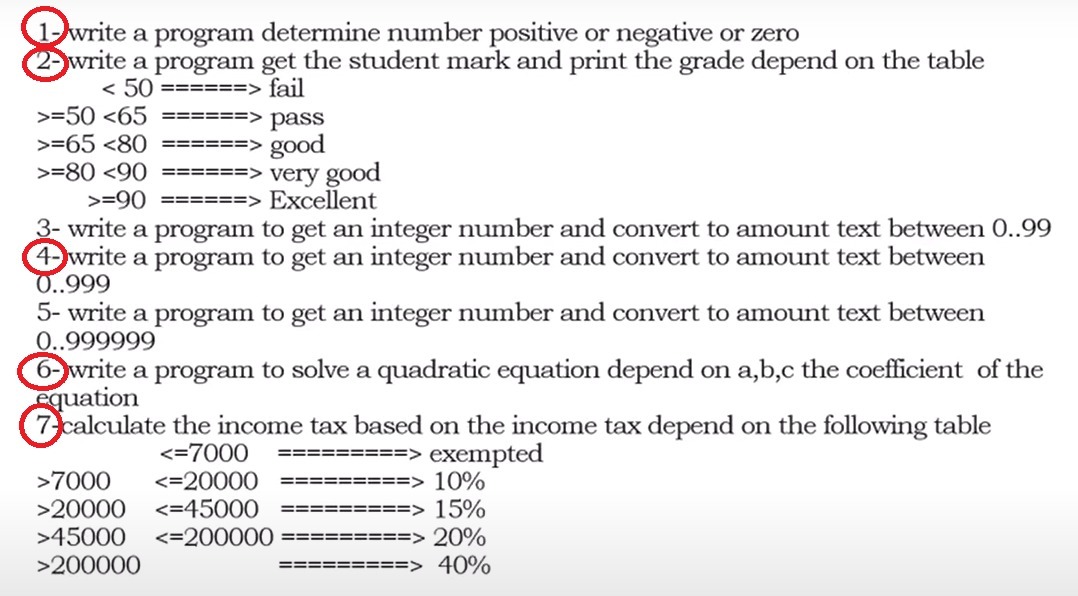 1- write a program determine number positive or negative or zero
2- write a program get the student mark and print the grade depend on the table
< 50 ======> fail
>=50 <65 ======> pass
>=65 <80 ======> good
>=80 <90 ======> very good
>=90 ======> Excellent
3- write a program to get an integer number and convert to amount text between 0..99
4- write a program to get an integer number and convert to amount text between
0..999
5- write a program to get an integer number and convert to amount text between
0..999999
6- write a program to solve a quadratic equation depend on a,b,c the coefficient of the
equation
7-calculate the income tax based on the income tax depend on the following table
<=7000 =========> exempted
>7000 <=20000 =========> 10%
>20000 <=45000 =========> 15%
>45000 <=200000 =========> 20%
>200000 =========> 40%